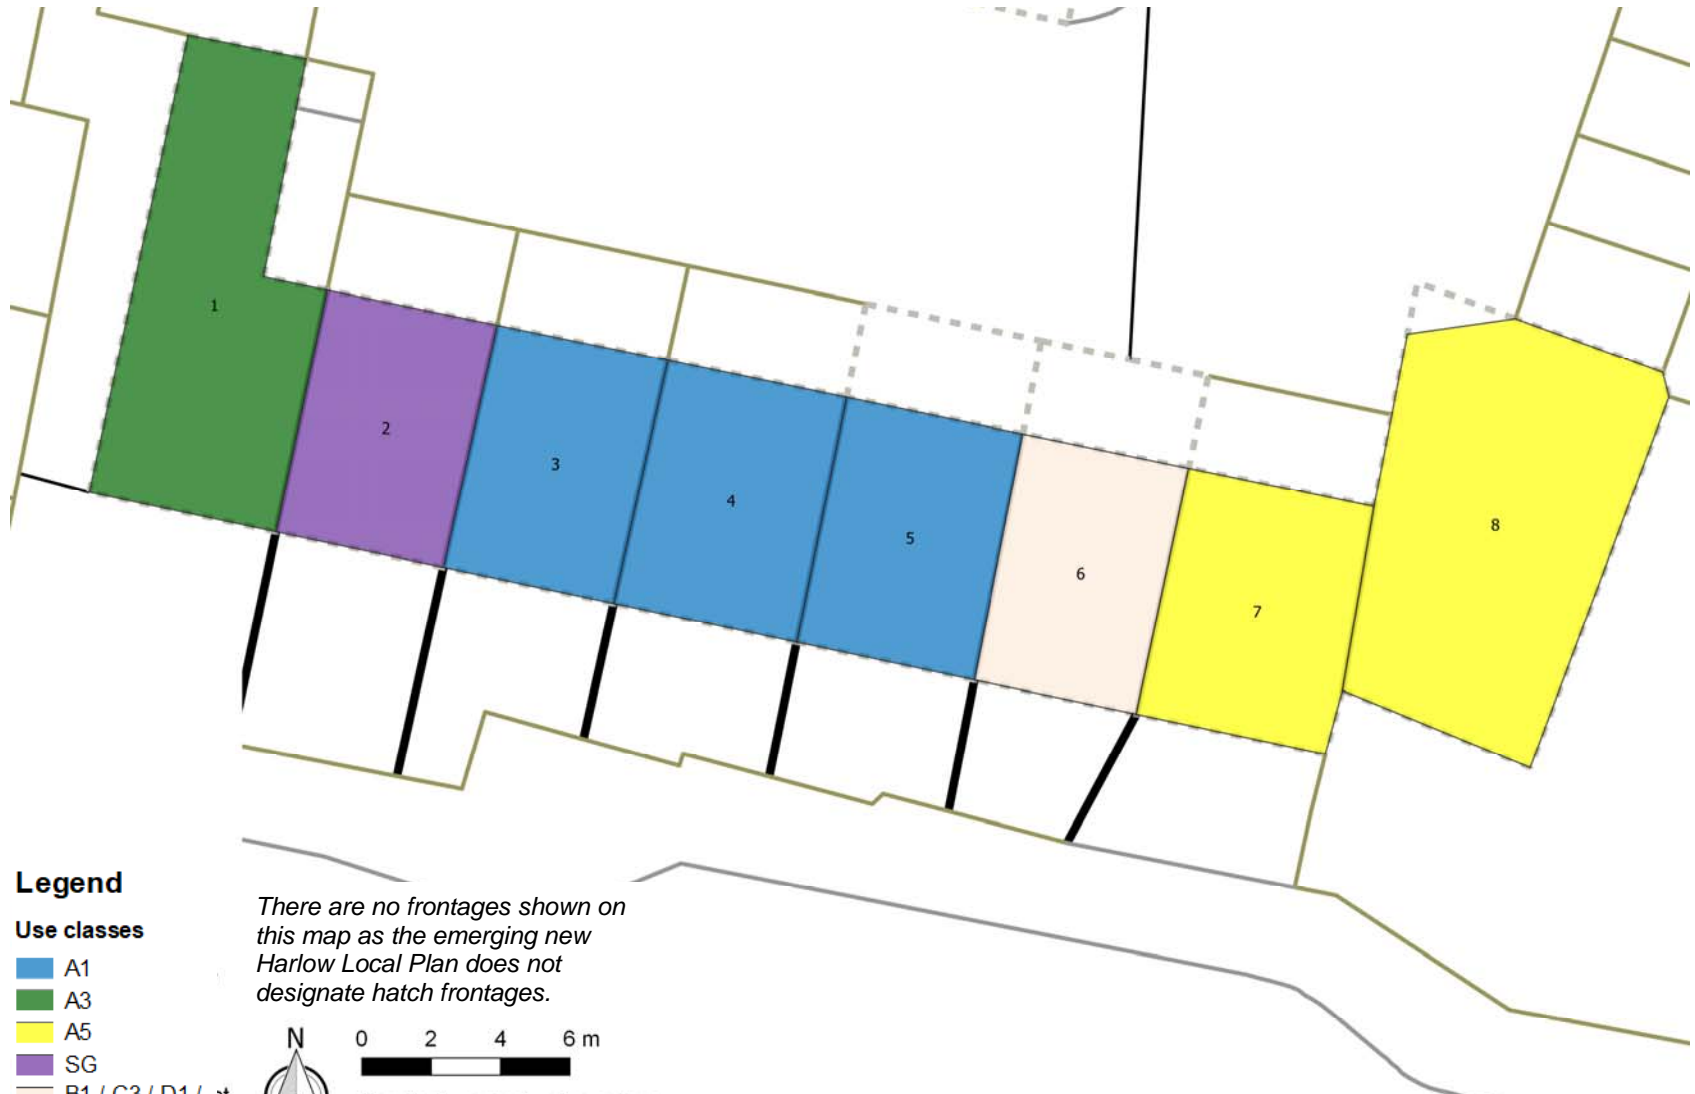 1
2
3
4
5
6
7
8
Legend
Use classes
A1
A3
A5
SG
There are no frontages shown on
this map as the emerging new
Harlow Local Plan does not
designate hatch frontages.
N
0 2 4 6 m